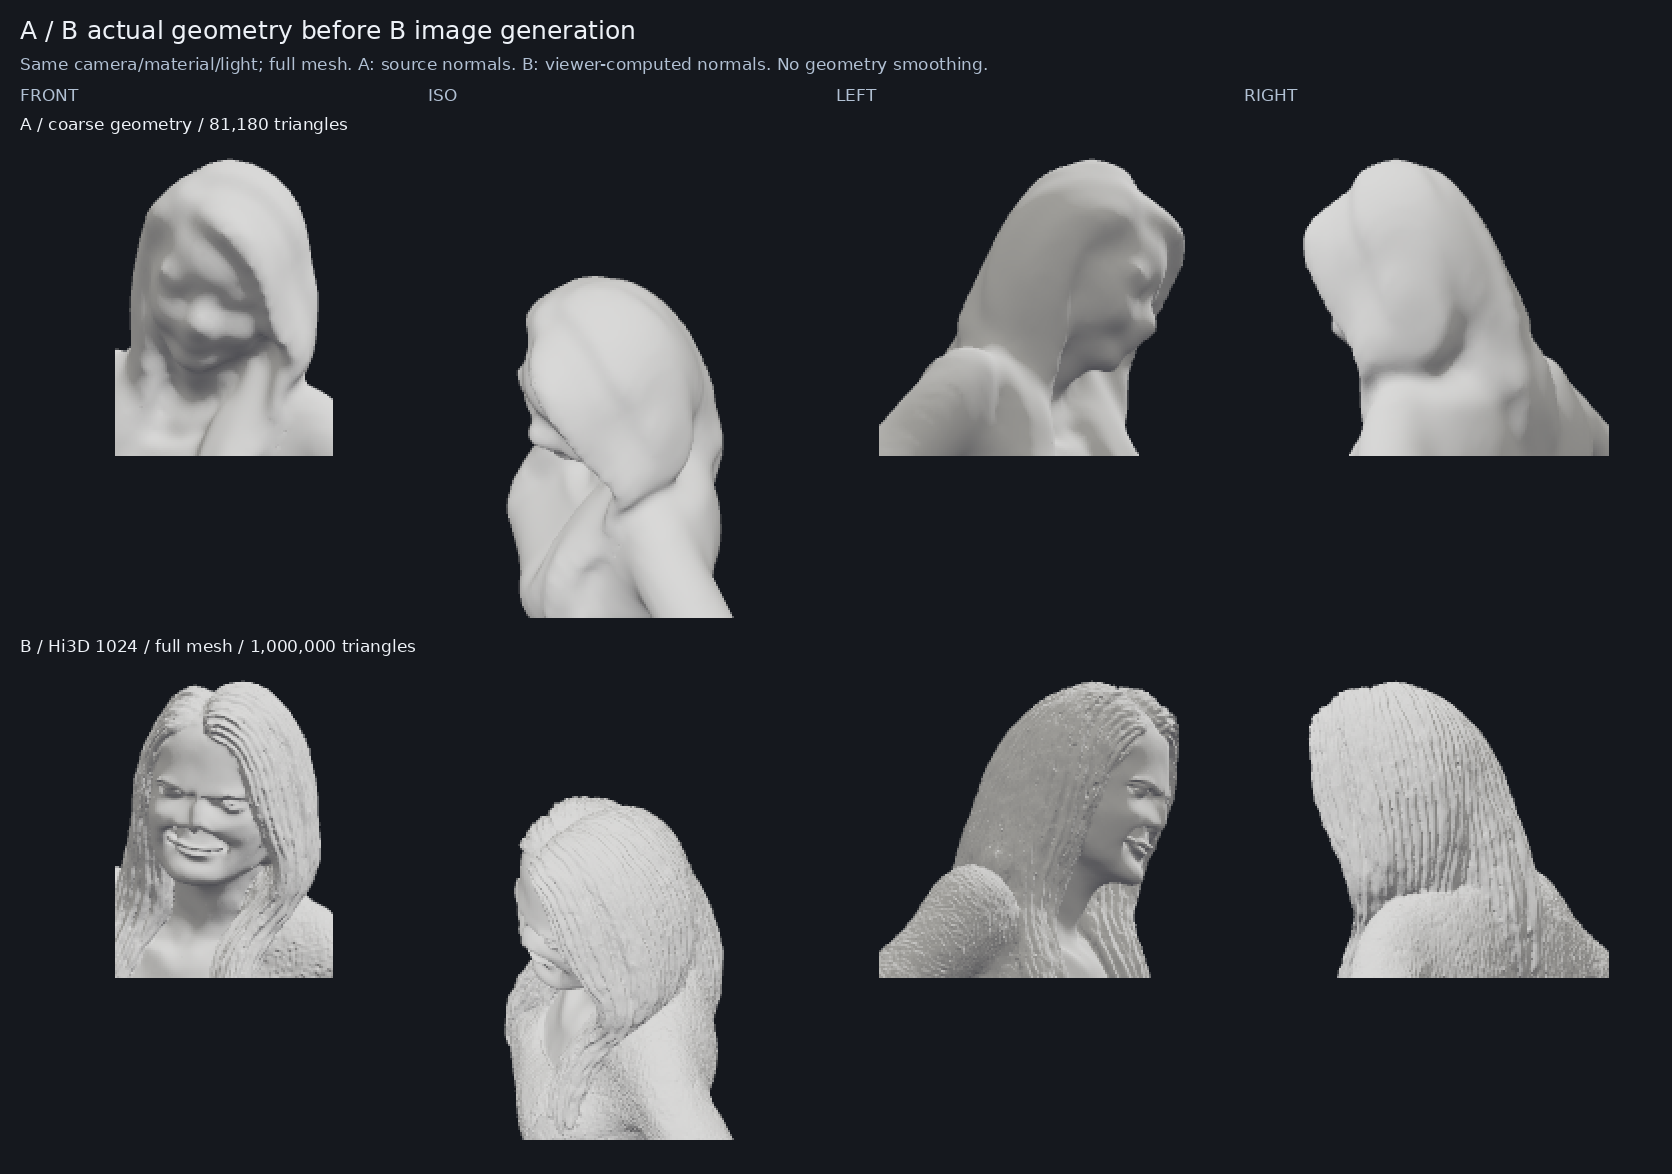 A / B actual geometry before B image generation
Same camera/material/light; full mesh. A: source normals. B: viewer-computed normals. No geometry smoothing.
FRONT ISO LEFT RIGHT
A / coarse geometry / 81,180 triangles
B / Hi3D 1024 / full mesh / 1,000,000 triangles